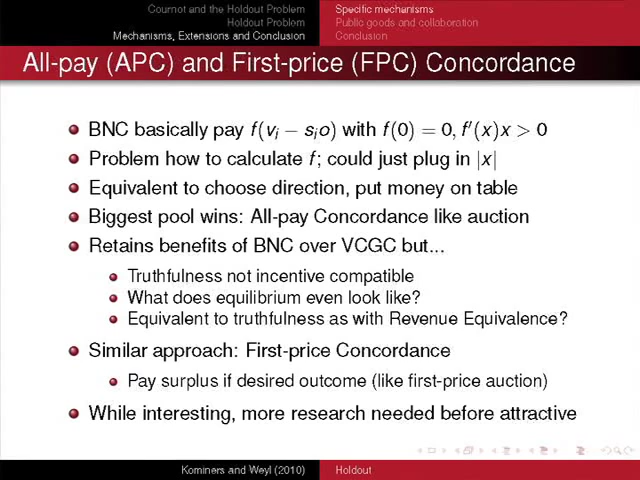 Cournot and the Holdout Problem
Holdout Problem
Mechanisms, Extensions and Conclusion
Specific mechanisms
Public goods and collaboration
Conclusion
All-pay (APC) and First-price (FPC) Concordance
BNC basically pay f(vᵢ − sᵢo) with f(0) = 0, f′(x)x > 0
Problem how to calculate f; could just plug in |x|
Equivalent to choose direction, put money on table
Biggest pool wins: All-pay Concordance like auction
Retains benefits of BNC over VCGC but...
Truthfulness not incentive compatible
What does equilibrium even look like?
Equivalent to truthfulness as with Revenue Equivalence?
Similar approach: First-price Concordance
Pay surplus if desired outcome (like first-price auction)
While interesting, more research needed before attractive
Kominers and Weyl (2010)
Holdout